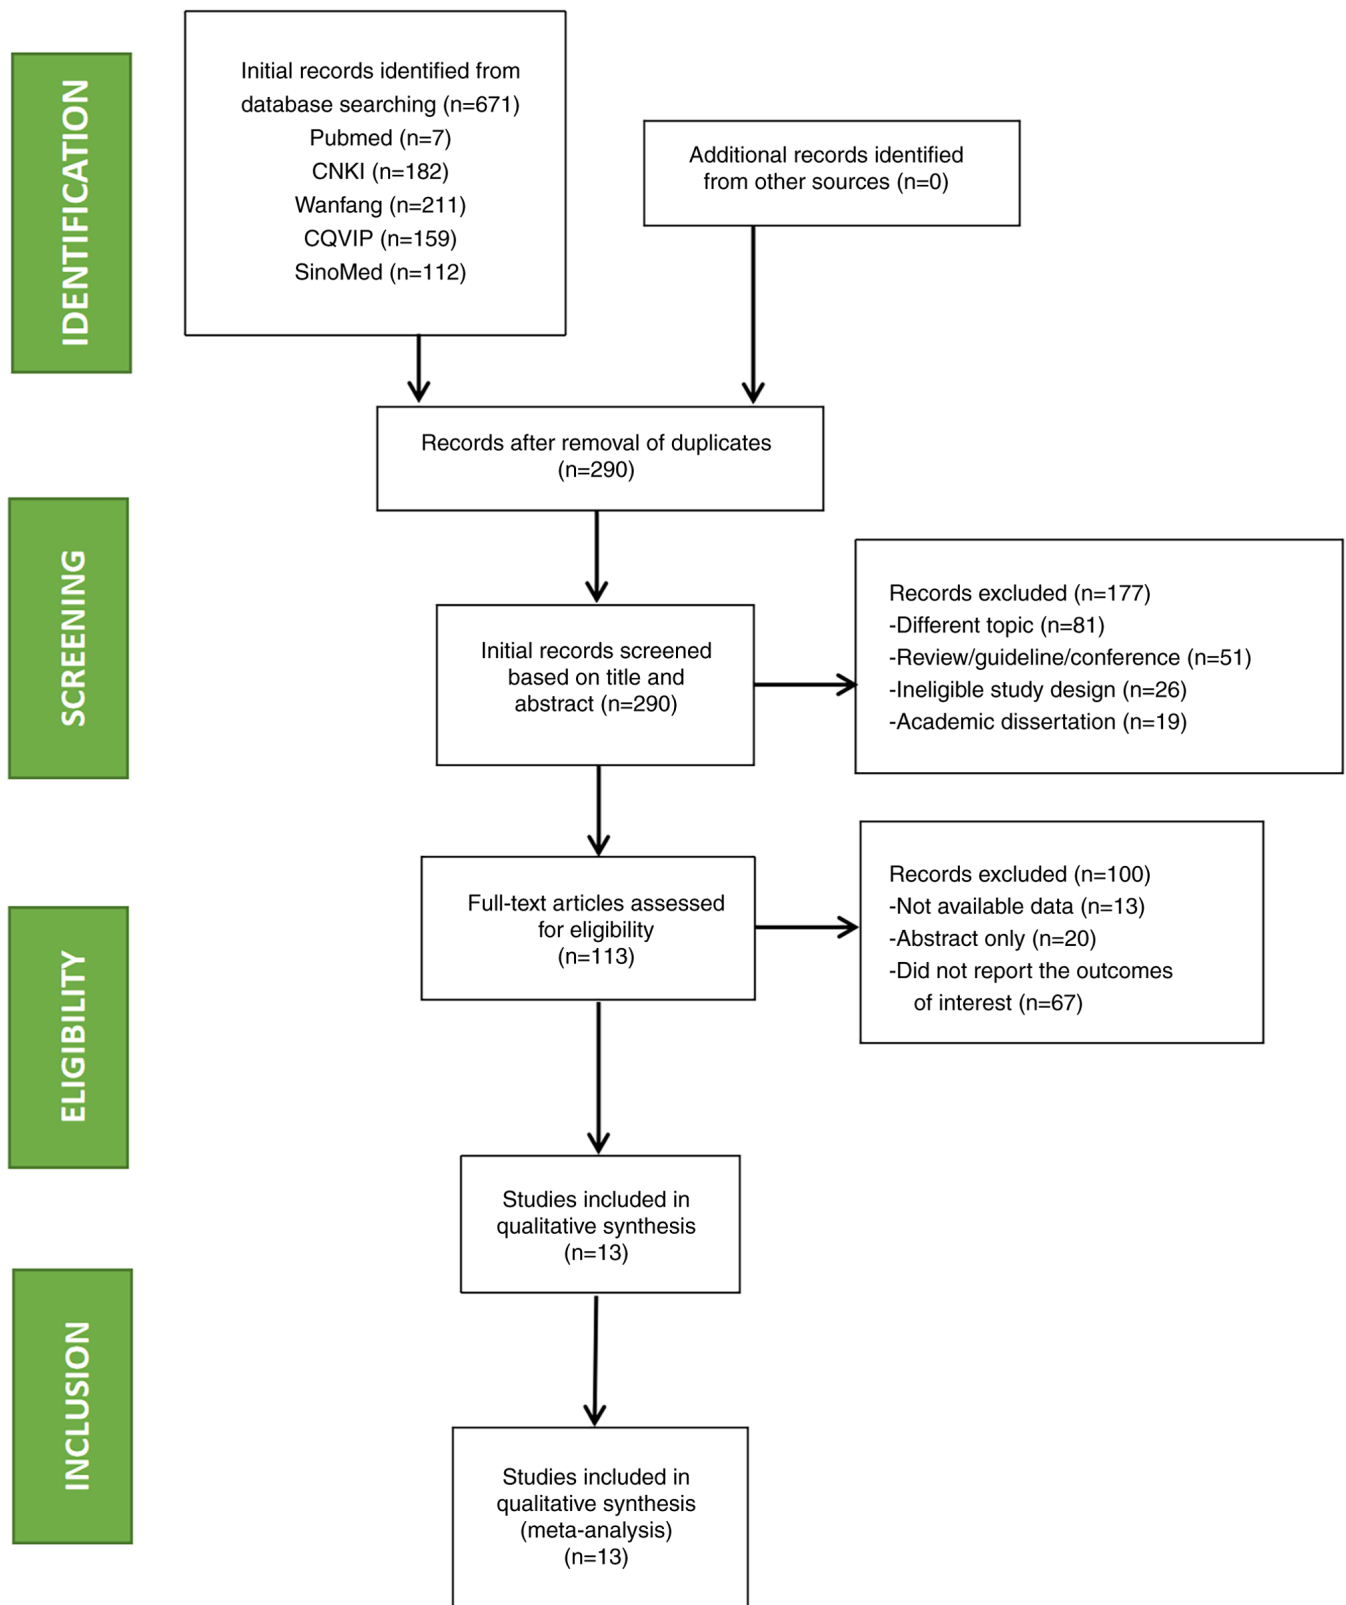 IDENTIFICATION
Initial records identified from
database searching (n=671)
Pubmed (n=7)
CNKI (n=182)
Wanfang (n=211)
CQVIP (n=159)
SinoMed (n=112)
Additional records identified
from other sources (n=0)
Records after removal of duplicates
(n=290)
SCREENING
Initial records screened
based on title and
abstract (n=290)
Records excluded (n=177)
-Different topic (n=81)
-Review/guideline/conference (n=51)
-Ineligible study design (n=26)
-Academic dissertation (n=19)
ELIGIBILITY
Full-text articles assessed
for eligibility
(n=113)
Records excluded (n=100)
-Not available data (n=13)
-Abstract only (n=20)
-Did not report the outcomes
of interest (n=67)
Studies included in
qualitative synthesis
(n=13)
INCLUSION
Studies included in
qualitative synthesis
(meta-analysis)
(n=13)